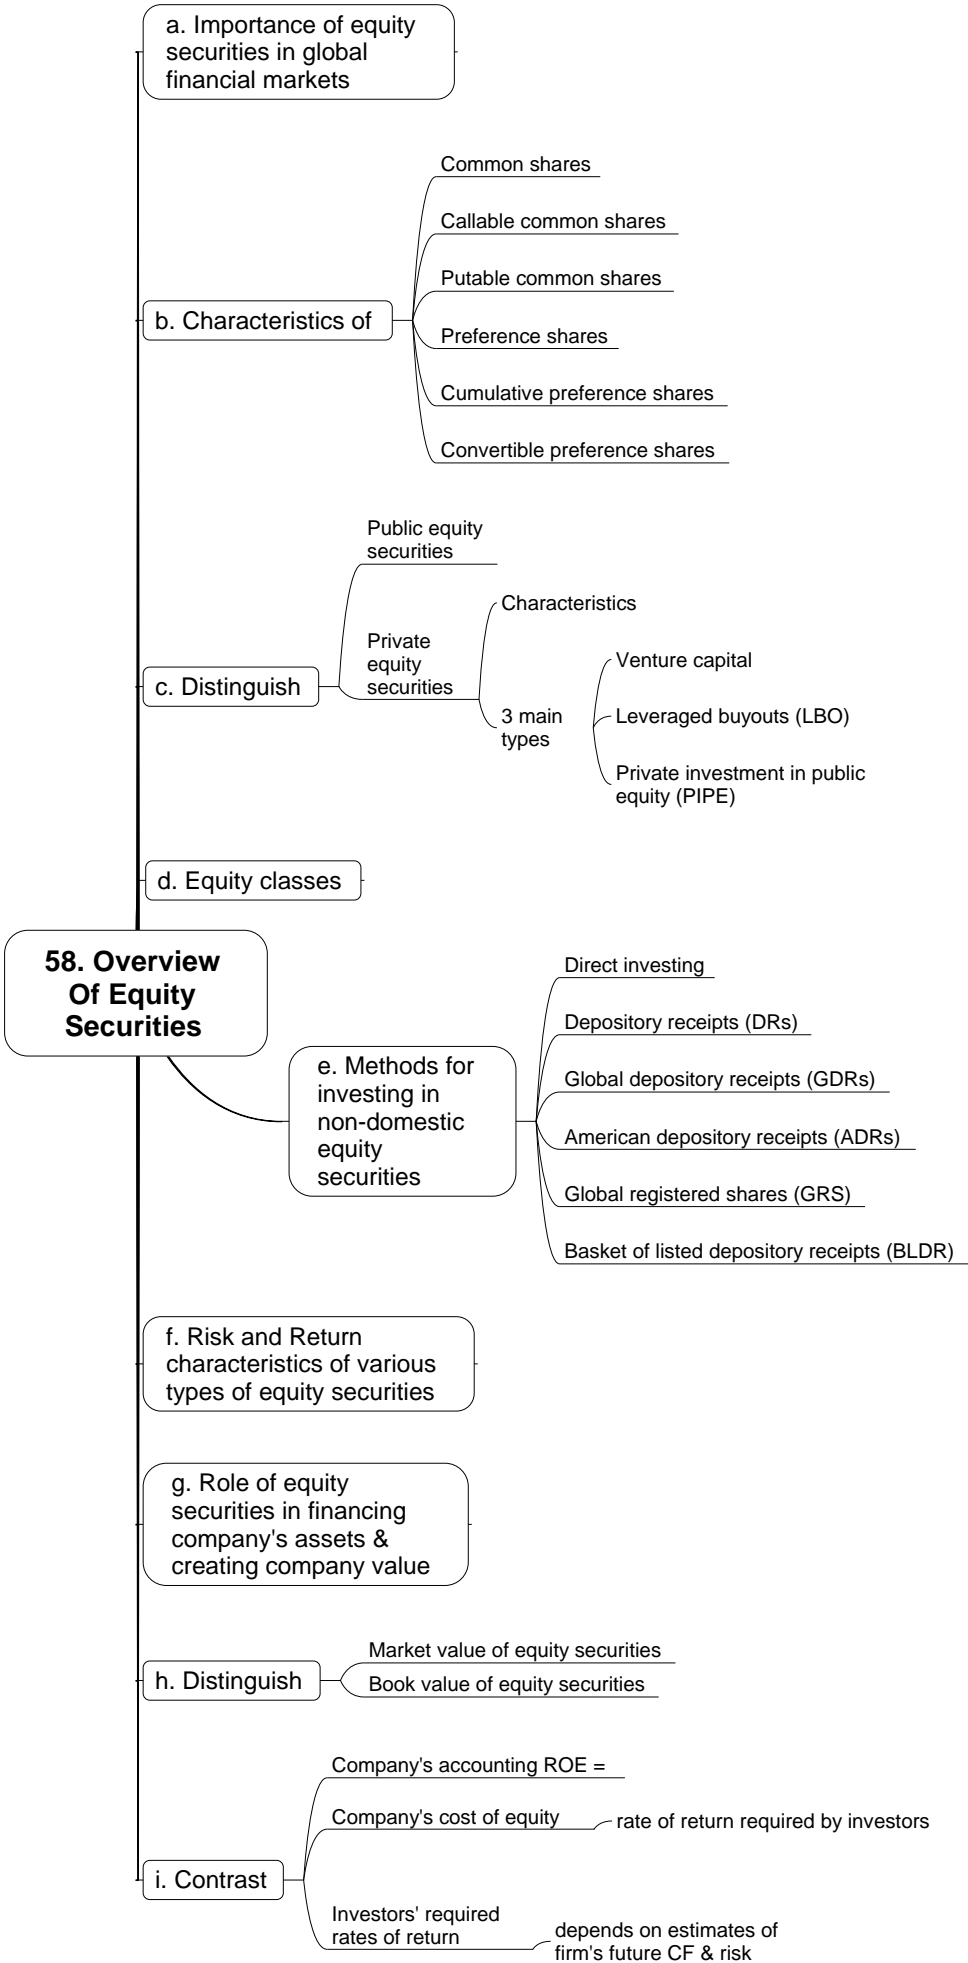 a. Importance of equity
securities in global
financial markets
Common shares
Callable common shares
Putable common shares
b. Characteristics of
Preference shares
Cumulative preference shares
Convertible preference shares
Public equity
securities
Characteristics
Private
equity
securities
c. Distinguish
Venture capital
3 main
types
Leveraged buyouts (LBO)
Private investment in public
equity (PIPE)
d. Equity classes
58. Overview
Of Equity
Securities
Direct investing
Depository receipts (DRs)
e. Methods for
investing in
non-domestic
equity
securities
Global depository receipts (GDRs)
American depository receipts (ADRs)
Global registered shares (GRS)
Basket of listed depository receipts (BLDR)
f. Risk and Return
characteristics of various
types of equity securities
g. Role of equity
securities in financing
company's assets &
creating company value
h. Distinguish
Market value of equity securities
Book value of equity securities
Company's accounting ROE =
Company's cost of equity
rate of return required by investors
i. Contrast
Investors' required
rates of return
depends on estimates of
firm's future CF & risk